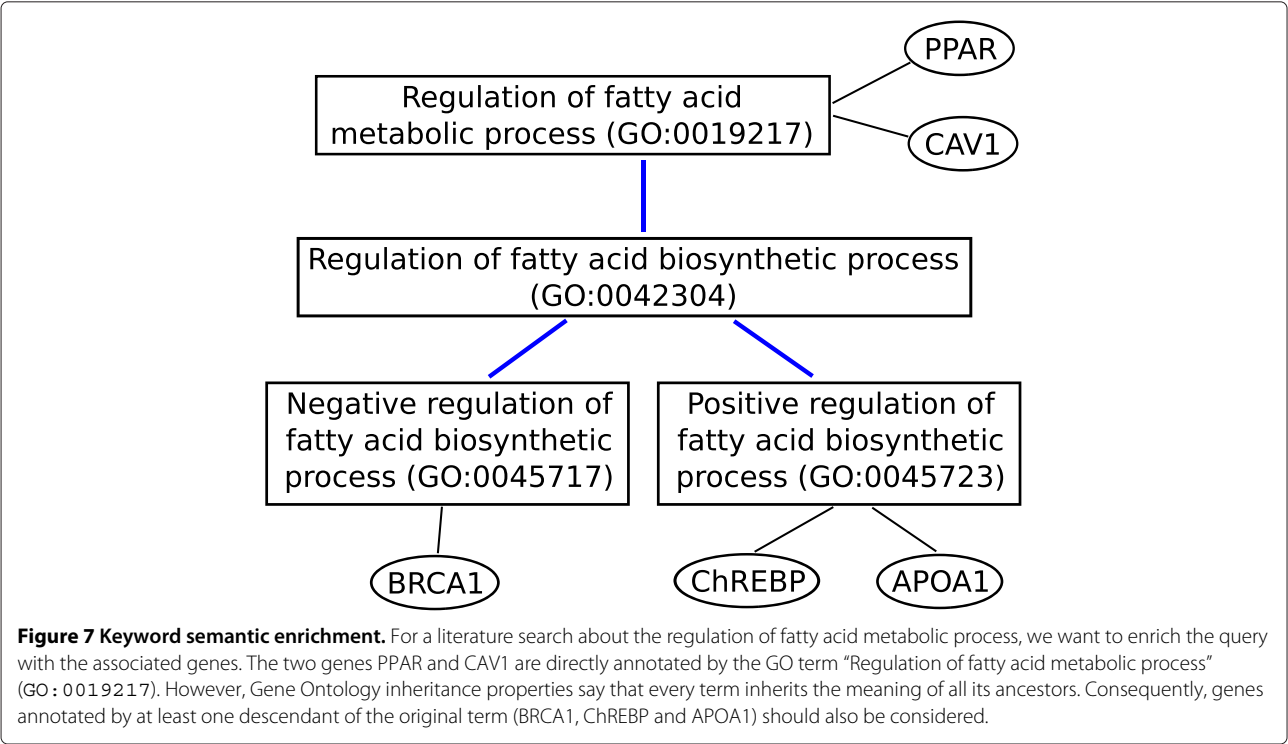 PPAR
Regulation of fatty acid
metabolic process (GO:0019217)
CAV1
Regulation of fatty acid biosynthetic process
(GO:0042304)
Negative regulation of
fatty acid biosynthetic
process (GO:0045717)
Positive regulation of
fatty acid biosynthetic
process (GO:0045723)
BRCA1
ChREBP
APOA1
Figure 7 Keyword semantic enrichment. For a literature search about the regulation of fatty acid metabolic process, we want to enrich the query
with the associated genes. The two genes PPAR and CAV1 are directly annotated by the GO term “Regulation of fatty acid metabolic process”
(GO:0019217). However, Gene Ontology inheritance properties say that every term inherits the meaning of all its ancestors. Consequently, genes
annotated by at least one descendant of the original term (BRCA1, ChREBP and APOA1) should also be considered.